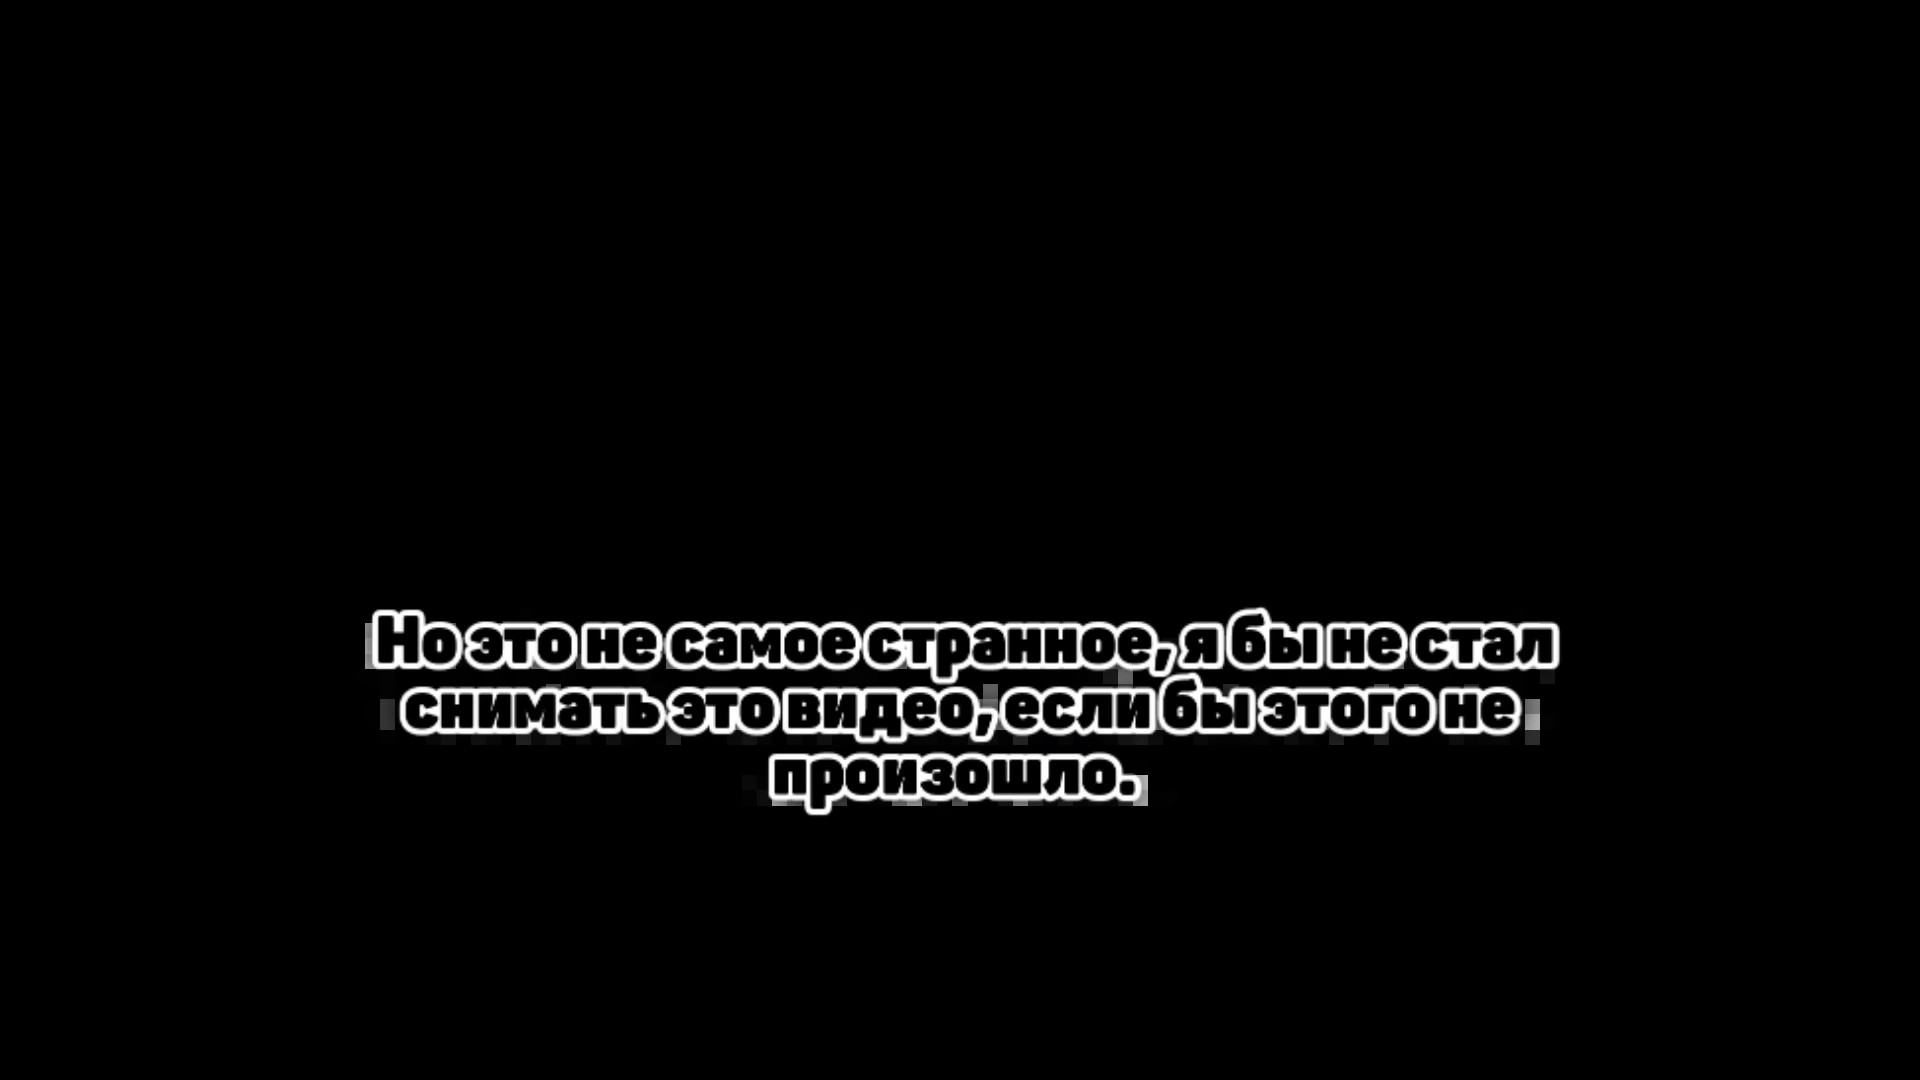 Но это не самое странное, я бы не стал
снимать это видео, если бы этого не
произошло.